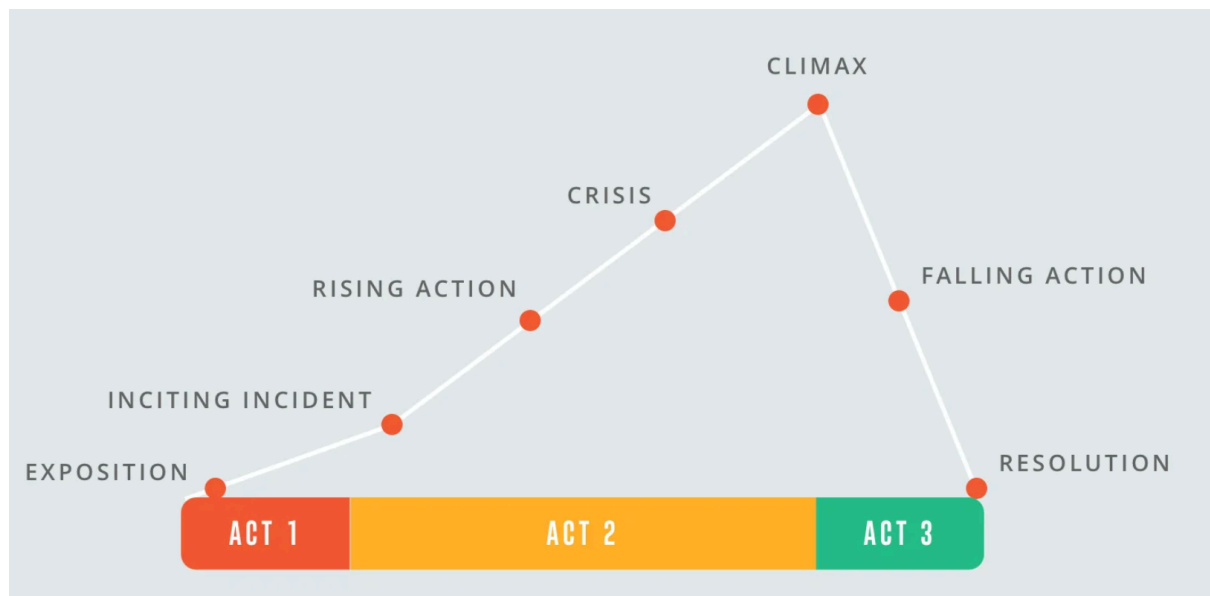 CLIMAX
CRISIS
FALLING ACTION
RISING ACTION
INCITING INCIDENT
EXPOSITION
RESOLUTION
ACT 1
ACT 2
ACT 3